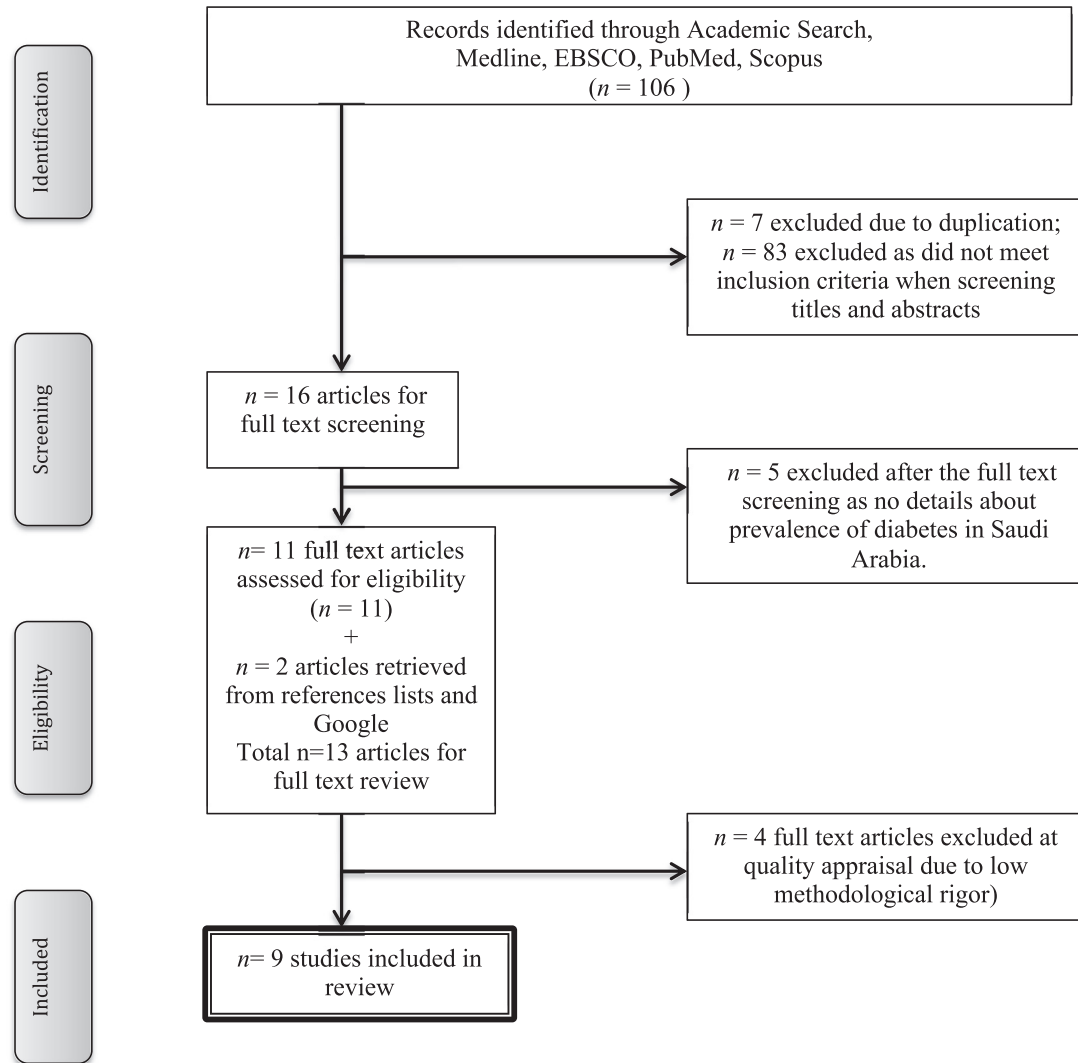 Identification
Records identified through Academic Search,
Medline, EBSCO, PubMed, Scopus
(n = 106 )
n = 7 excluded due to duplication;
n = 83 excluded as did not meet
inclusion criteria when screening
titles and abstracts
Screening
n = 16 articles for
full text screening
n = 5 excluded after the full text
screening as no details about
prevalence of diabetes in Saudi
Arabia.
Eligibility
n= 11 full text articles
assessed for eligibility
(n = 11)
+
n = 2 articles retrieved
from references lists and
Google
Total n=13 articles for
full text review
n = 4 full text articles excluded at
quality appraisal due to low
methodological rigor)
Included
n= 9 studies included in
review